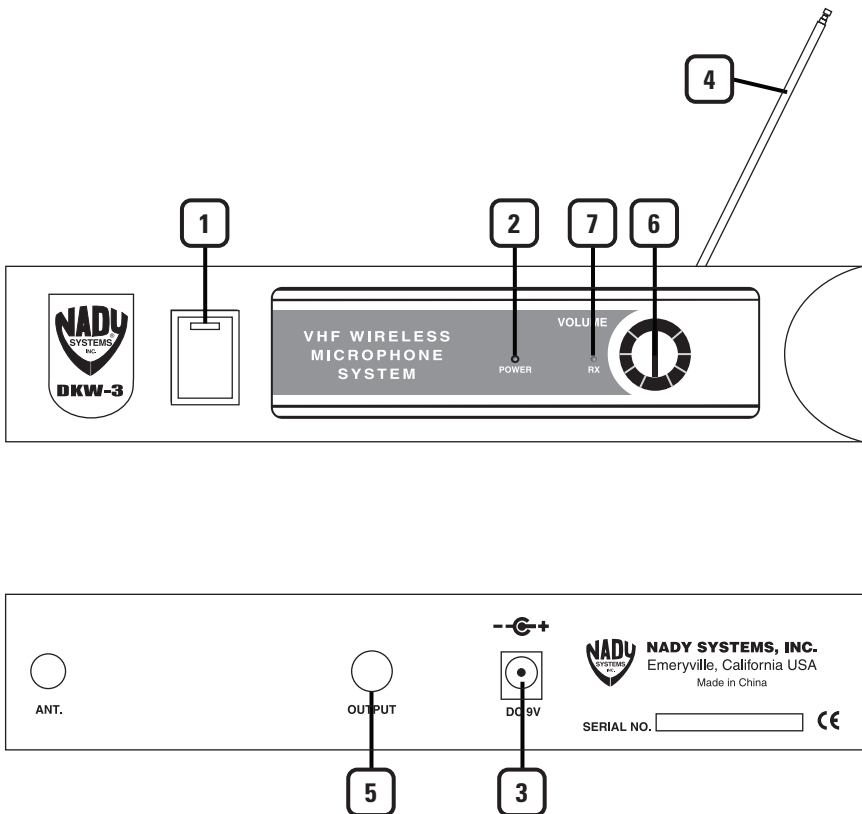 4
1
2
7
6
NADY
SYSTEMS®
INC.
DKW-3
VHF WIRELESS
MICROPHONE
SYSTEM
VOLUME
POWER
RX
ANT.
OUTPUT
- +
DC 9V
NADY
SYSTEMS
INC.
NADY SYSTEMS, INC.
Emeryville, California USA
Made in China
SERIAL NO.
CE
5
3